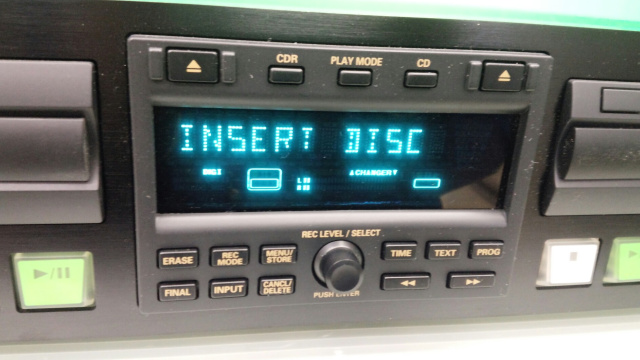 CDR PLAY MODE CD
INSERT DISC
CHANGER
REC LEVEL / SELECT
ERASE REC MODE MENU/STORE TIME TEXT PROG
FINAL INPUT CANCL/DELETE
PUSH ENTER